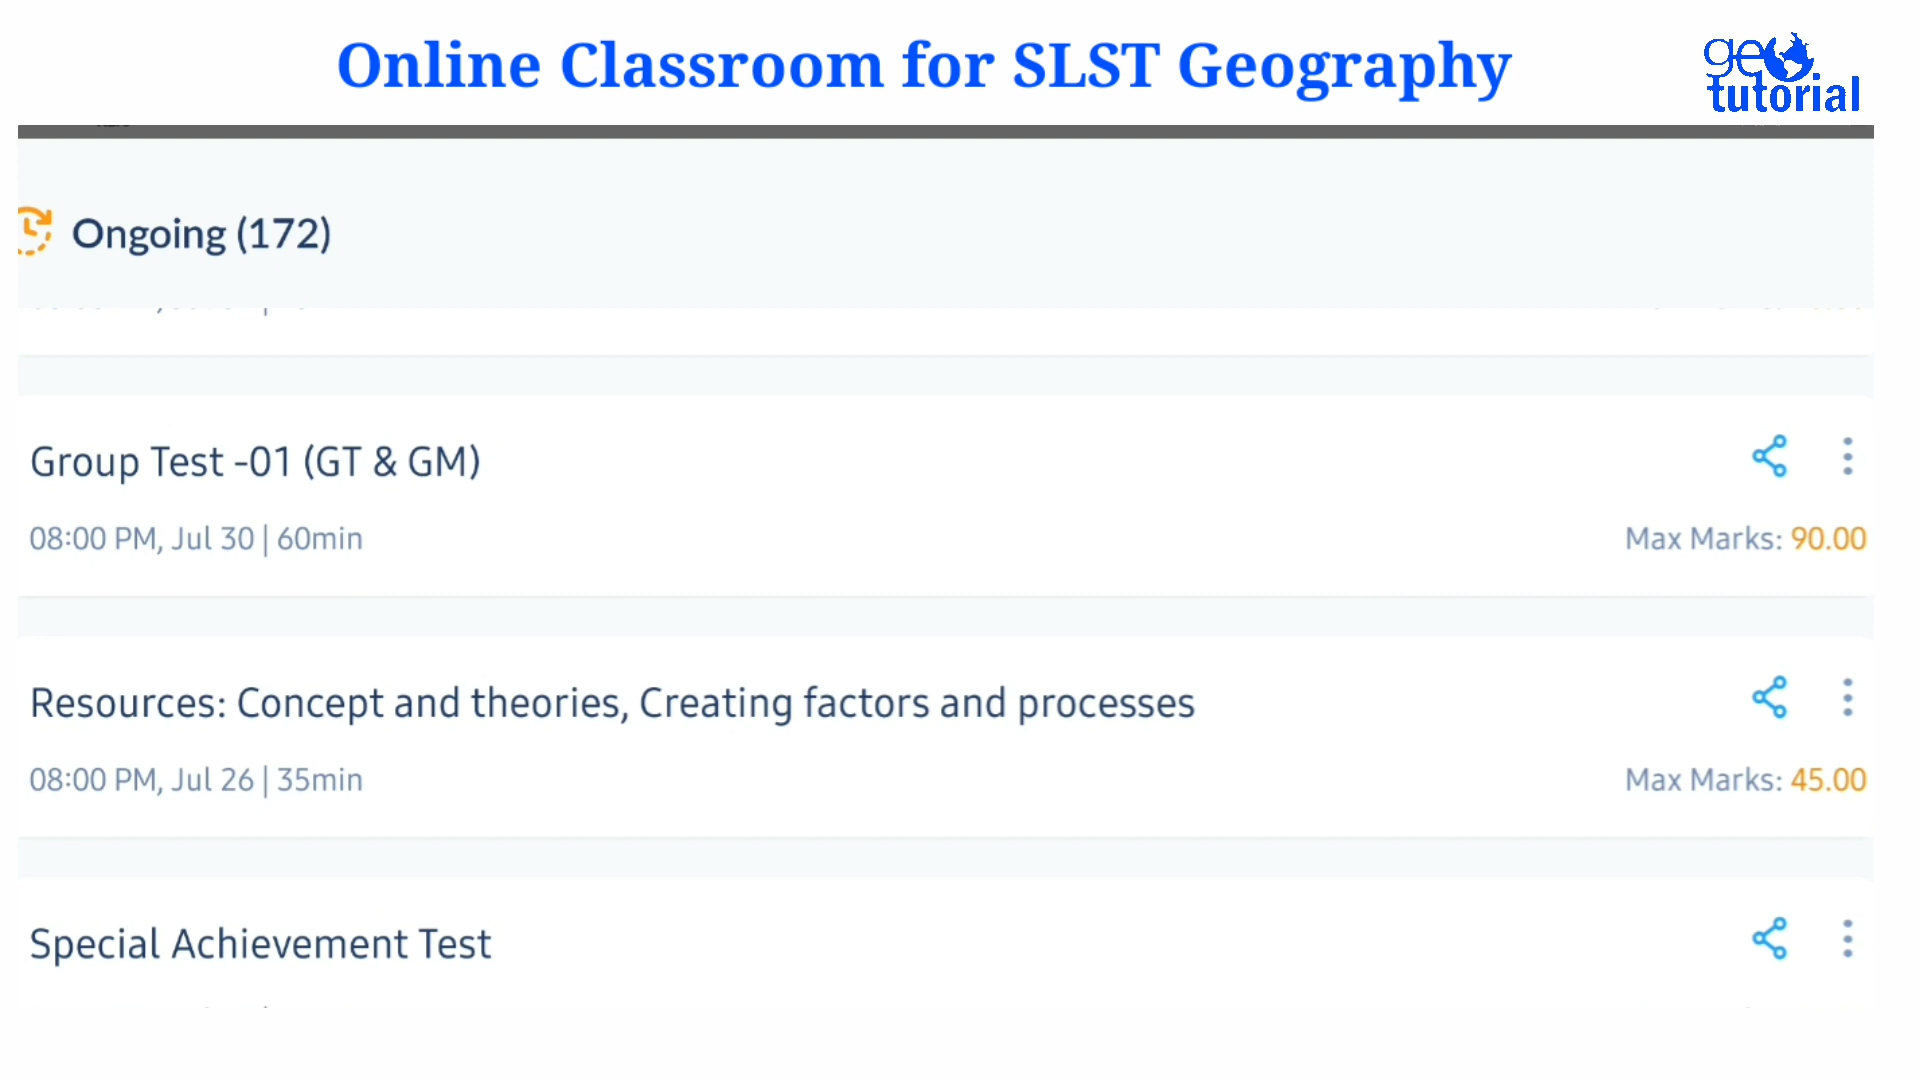 Online Classroom for SLST Geography
geo
tutorial
Ongoing (172)
Group Test -01 (GT & GM)
08:00 PM, Jul 30 | 60min
Max Marks: 90.00
Resources: Concept and theories, Creating factors and processes
08:00 PM, Jul 26 | 35min
Max Marks: 45.00
Special Achievement Test